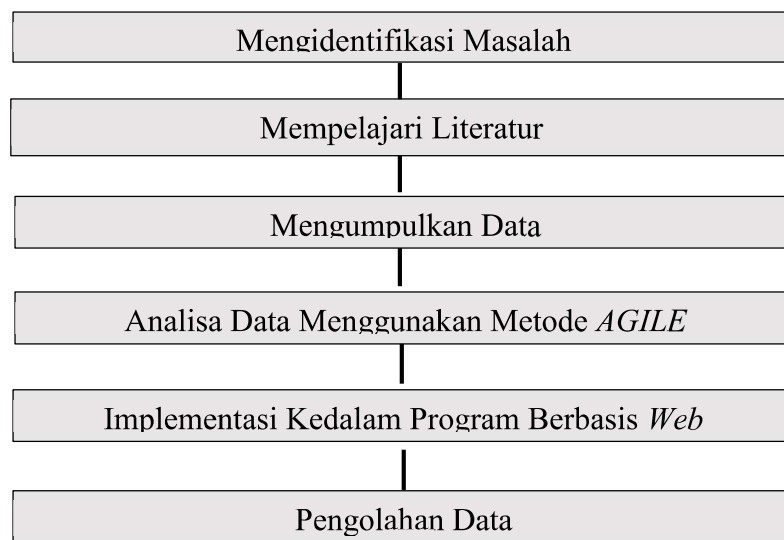 Mengidentifikasi Masalah
Mempelajari Literatur
Mengumpulkan Data
Analisa Data Menggunakan Metode AGILE
Implementasi Kedalam Program Berbasis Web
Pengolahan Data